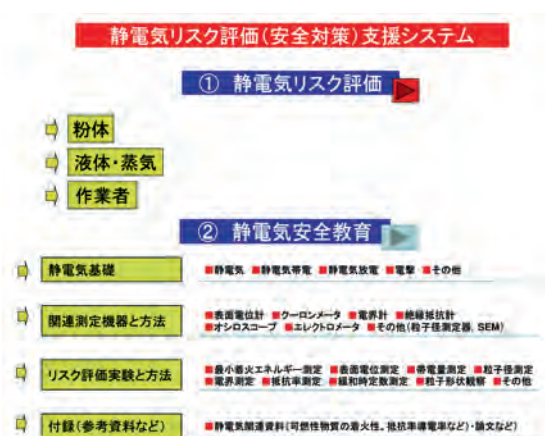 静電気リスク評価(安全対策)支援システム
① 静電気リスク評価
粉体
液体・蒸気
作業者
② 静電気安全教育
静電気基礎
■静電気 ■静電気帯電 ■静電気放電 ■電撃 ■その他
関連測定機器と方法
■表面電位計 ■クーロンメータ ■電界計 ■絶縁抵抗計
■オシロスコープ ■エレクトロメータ ■その他(粒子径測定器, SEM)
リスク評価実験と方法
■最小着火エネルギー測定 ■表面電位測定 ■帯電量測定 ■粒子径測定
■電界測定 ■抵抗率測定 ■緩和時定数測定 ■粒子形状観察 ■その他
付録(参考資料など)
■静電気関連資料(可燃性物質の着火性, 抵抗率導電率など)・論文など)